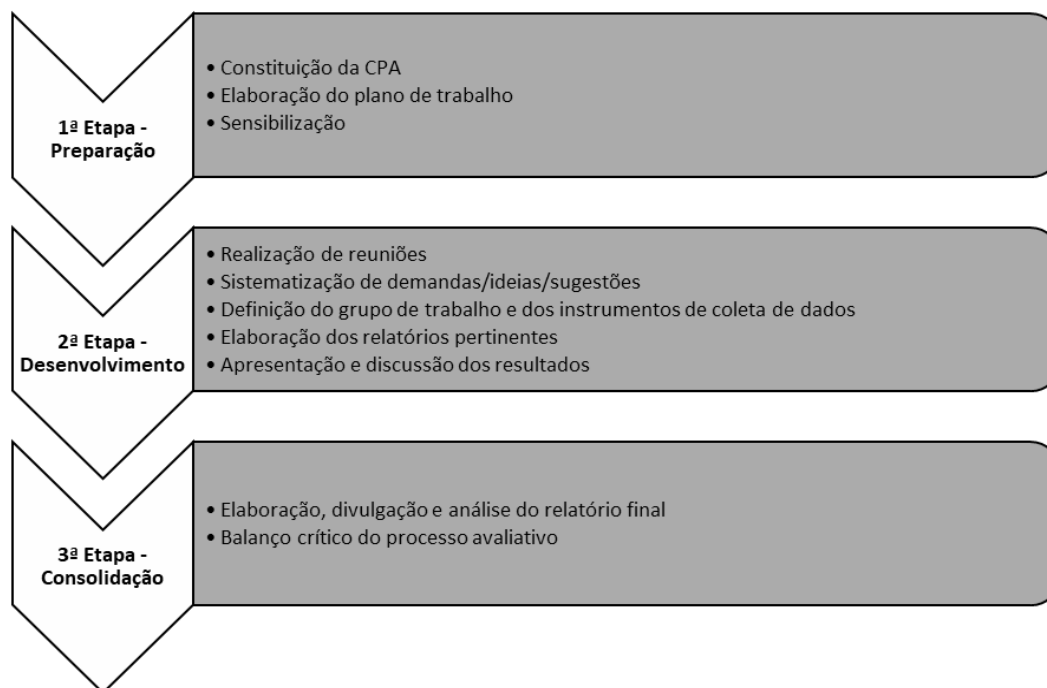 1ª Etapa -
Preparação
• Constituição da CPA
• Elaboração do plano de trabalho
• Sensibilização
2ª Etapa -
Desenvolvimento
• Realização de reuniões
• Sistematização de demandas/ideias/sugestões
• Definição do grupo de trabalho e dos instrumentos de coleta de dados
• Elaboração dos relatórios pertinentes
• Apresentação e discussão dos resultados
3ª Etapa -
Consolidação
• Elaboração, divulgação e análise do relatório final
• Balanço crítico do processo avaliativo